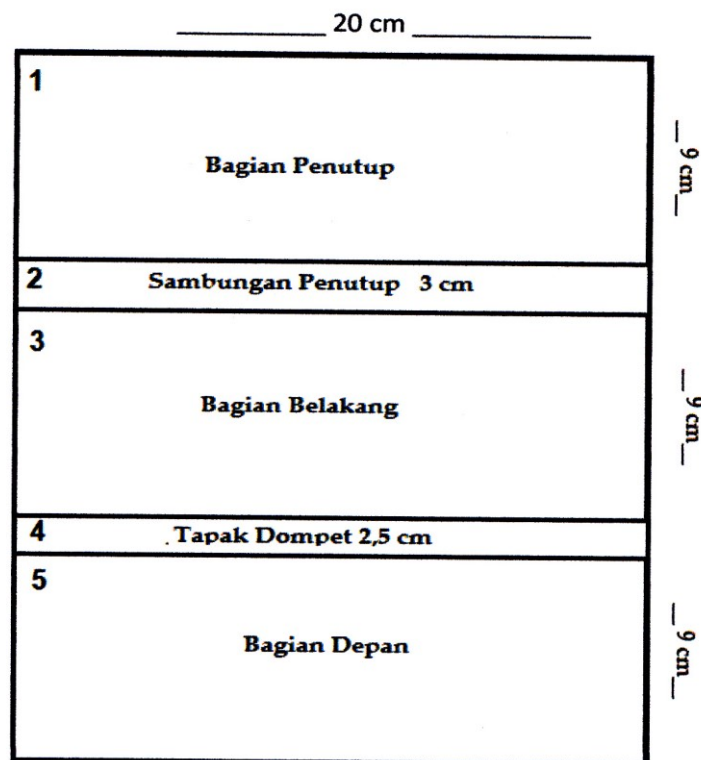 20 cm
1
Bagian Penutup
9 cm
2 Sambungan Penutup 3 cm
3
Bagian Belakang
9 cm
4 Tapak Dompet 2,5 cm
5
Bagian Depan
9 cm